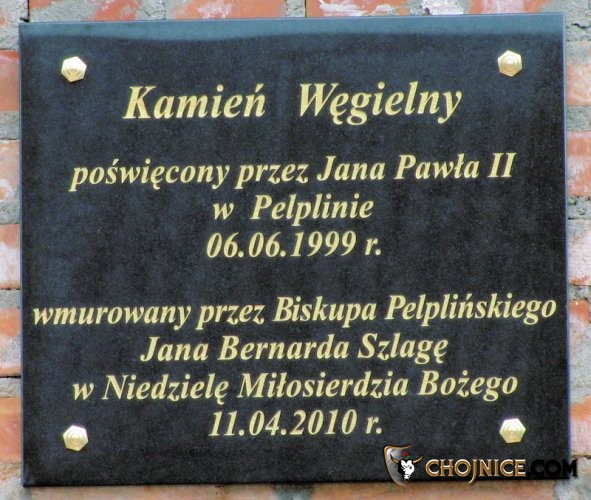 Kamień Węgielny
poświęcony przez Jana Pawła II
w Pelplinie
06.06.1999 r.
wmurowany przez Biskupa Pelplińskiego
Jana Bernarda Szlagę
w Niedzielę Miłosierdzia Bożego
11.04.2010 r.
CHOJNICE.COM